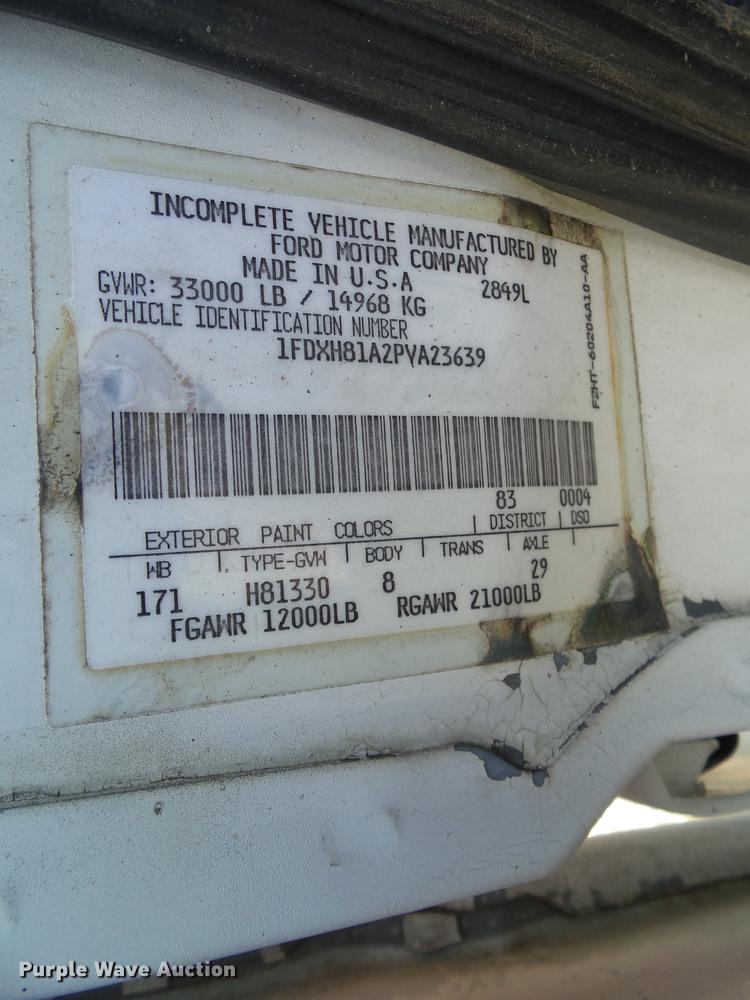 INCOMPLETE VEHICLE MANUFACTURED BY
FORD MOTOR COMPANY
MADE IN U.S.A
2849L
GVWR: 33000 LB / 14968 KG
VEHICLE IDENTIFICATION NUMBER
1FDXH81A2PVA23639
F2HT-60204A10-AA
83 0004
EXTERIOR PAINT COLORS DISTRICT DSO
WB TYPE-GVW BODY TRANS AXLE
171 H81330 8 29
FGAWR 12000LB RGAWR 21000LB
Purple Wave Auction